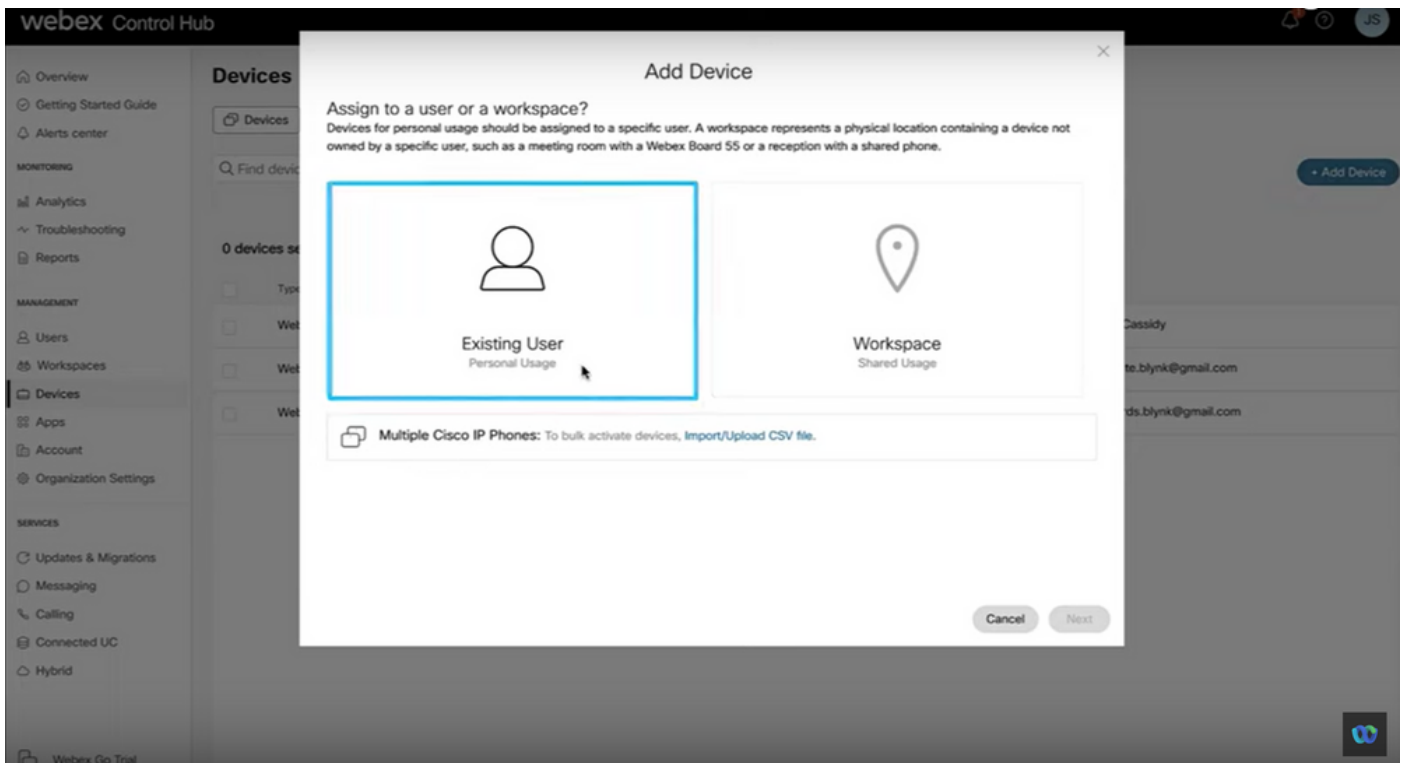 webex Control Hub
JS
Overview
Getting Started Guide
Alerts center
MONITORING
Analytics
Troubleshooting
Reports
MANAGEMENT
Users
Workspaces
Devices
Apps
Account
Organization Settings
SERVICES
Updates & Migrations
Messaging
Calling
Connected UC
Hybrid
Webex Go Trial
Devices
Devices
Find devic
+ Add Device
0 devices se
Type
Web
Web
Web
Cassidy
te.blynk@gmail.com
rds.blynk@gmail.com
Add Device
Assign to a user or a workspace?
Devices for personal usage should be assigned to a specific user. A workspace represents a physical location containing a device not
owned by a specific user, such as a meeting room with a Webex Board 55 or a reception with a shared phone.
Existing User
Personal Usage
Workspace
Shared Usage
Multiple Cisco IP Phones: To bulk activate devices, Import/Upload CSV file.
Cancel
Next